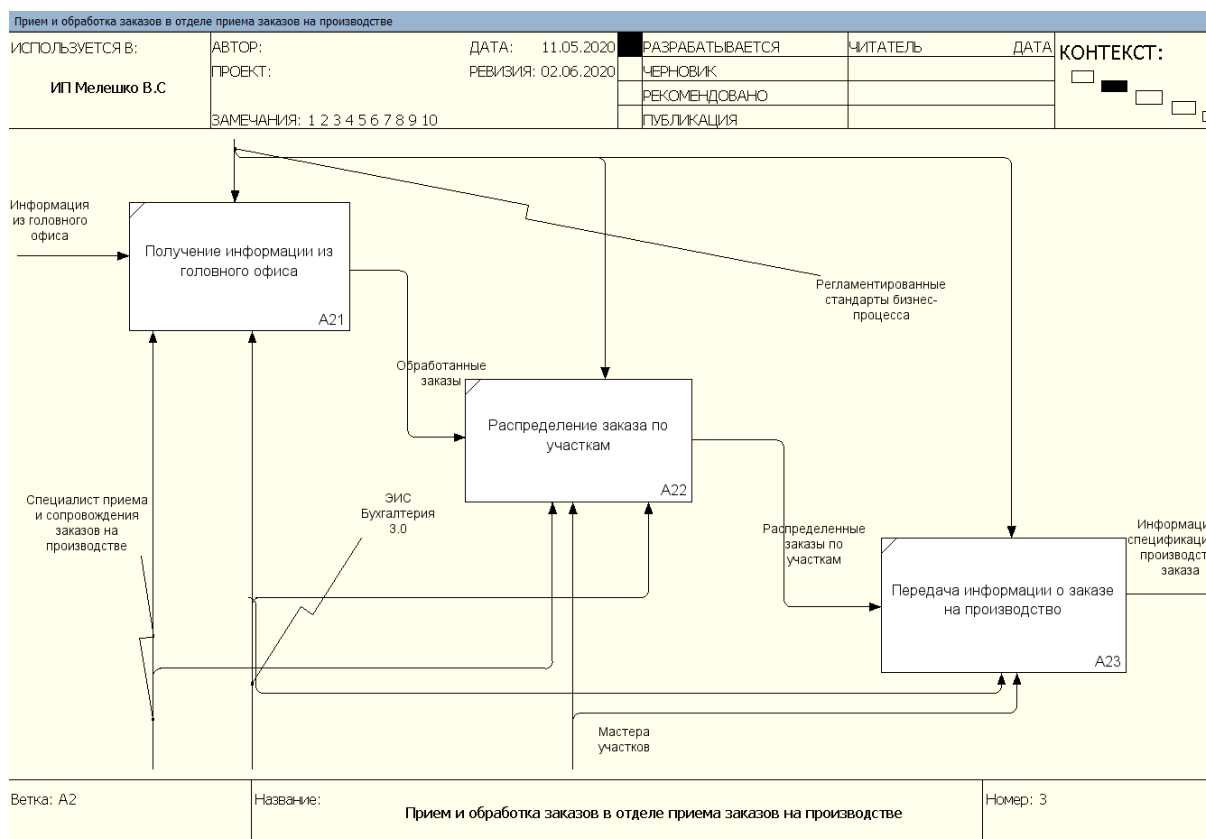 Прием и обработка заказов в отделе приема заказов на производстве
ИСПОЛЬЗУЕТСЯ В:
ИП Мелешко В.С
АВТОР:
ДАТА: 11.05.2020
ПРОЕКТ:
РЕВИЗИЯ: 02.06.2020
ЗАМЕЧАНИЯ: 1 2 3 4 5 6 7 8 9 10
РАЗРАБАТЫВАЕТСЯ
ЧЕРНОВИК
РЕКОМЕНДОВАНО
ПУБЛИКАЦИЯ
ЧИТАТЕЛЬ
ДАТА
КОНТЕКСТ:
Информация
из головного
офиса
Получение информации из
головного офиса
A21
Регламентированные
стандарты бизнес-
процесса
Обработанные
заказы
Распределение заказа по
участкам
A22
Специалист приема
и сопровождения
заказов на
производстве
ЭИС
Бухгалтерия
3.0
Распределенные
заказы по
участкам
Информаци
спецификаци
производст
заказа
Передача информации о заказе
на производство
A23
Мастера
участков
Ветка: A2
Название:
Прием и обработка заказов в отделе приема заказов на производстве
Номер: 3